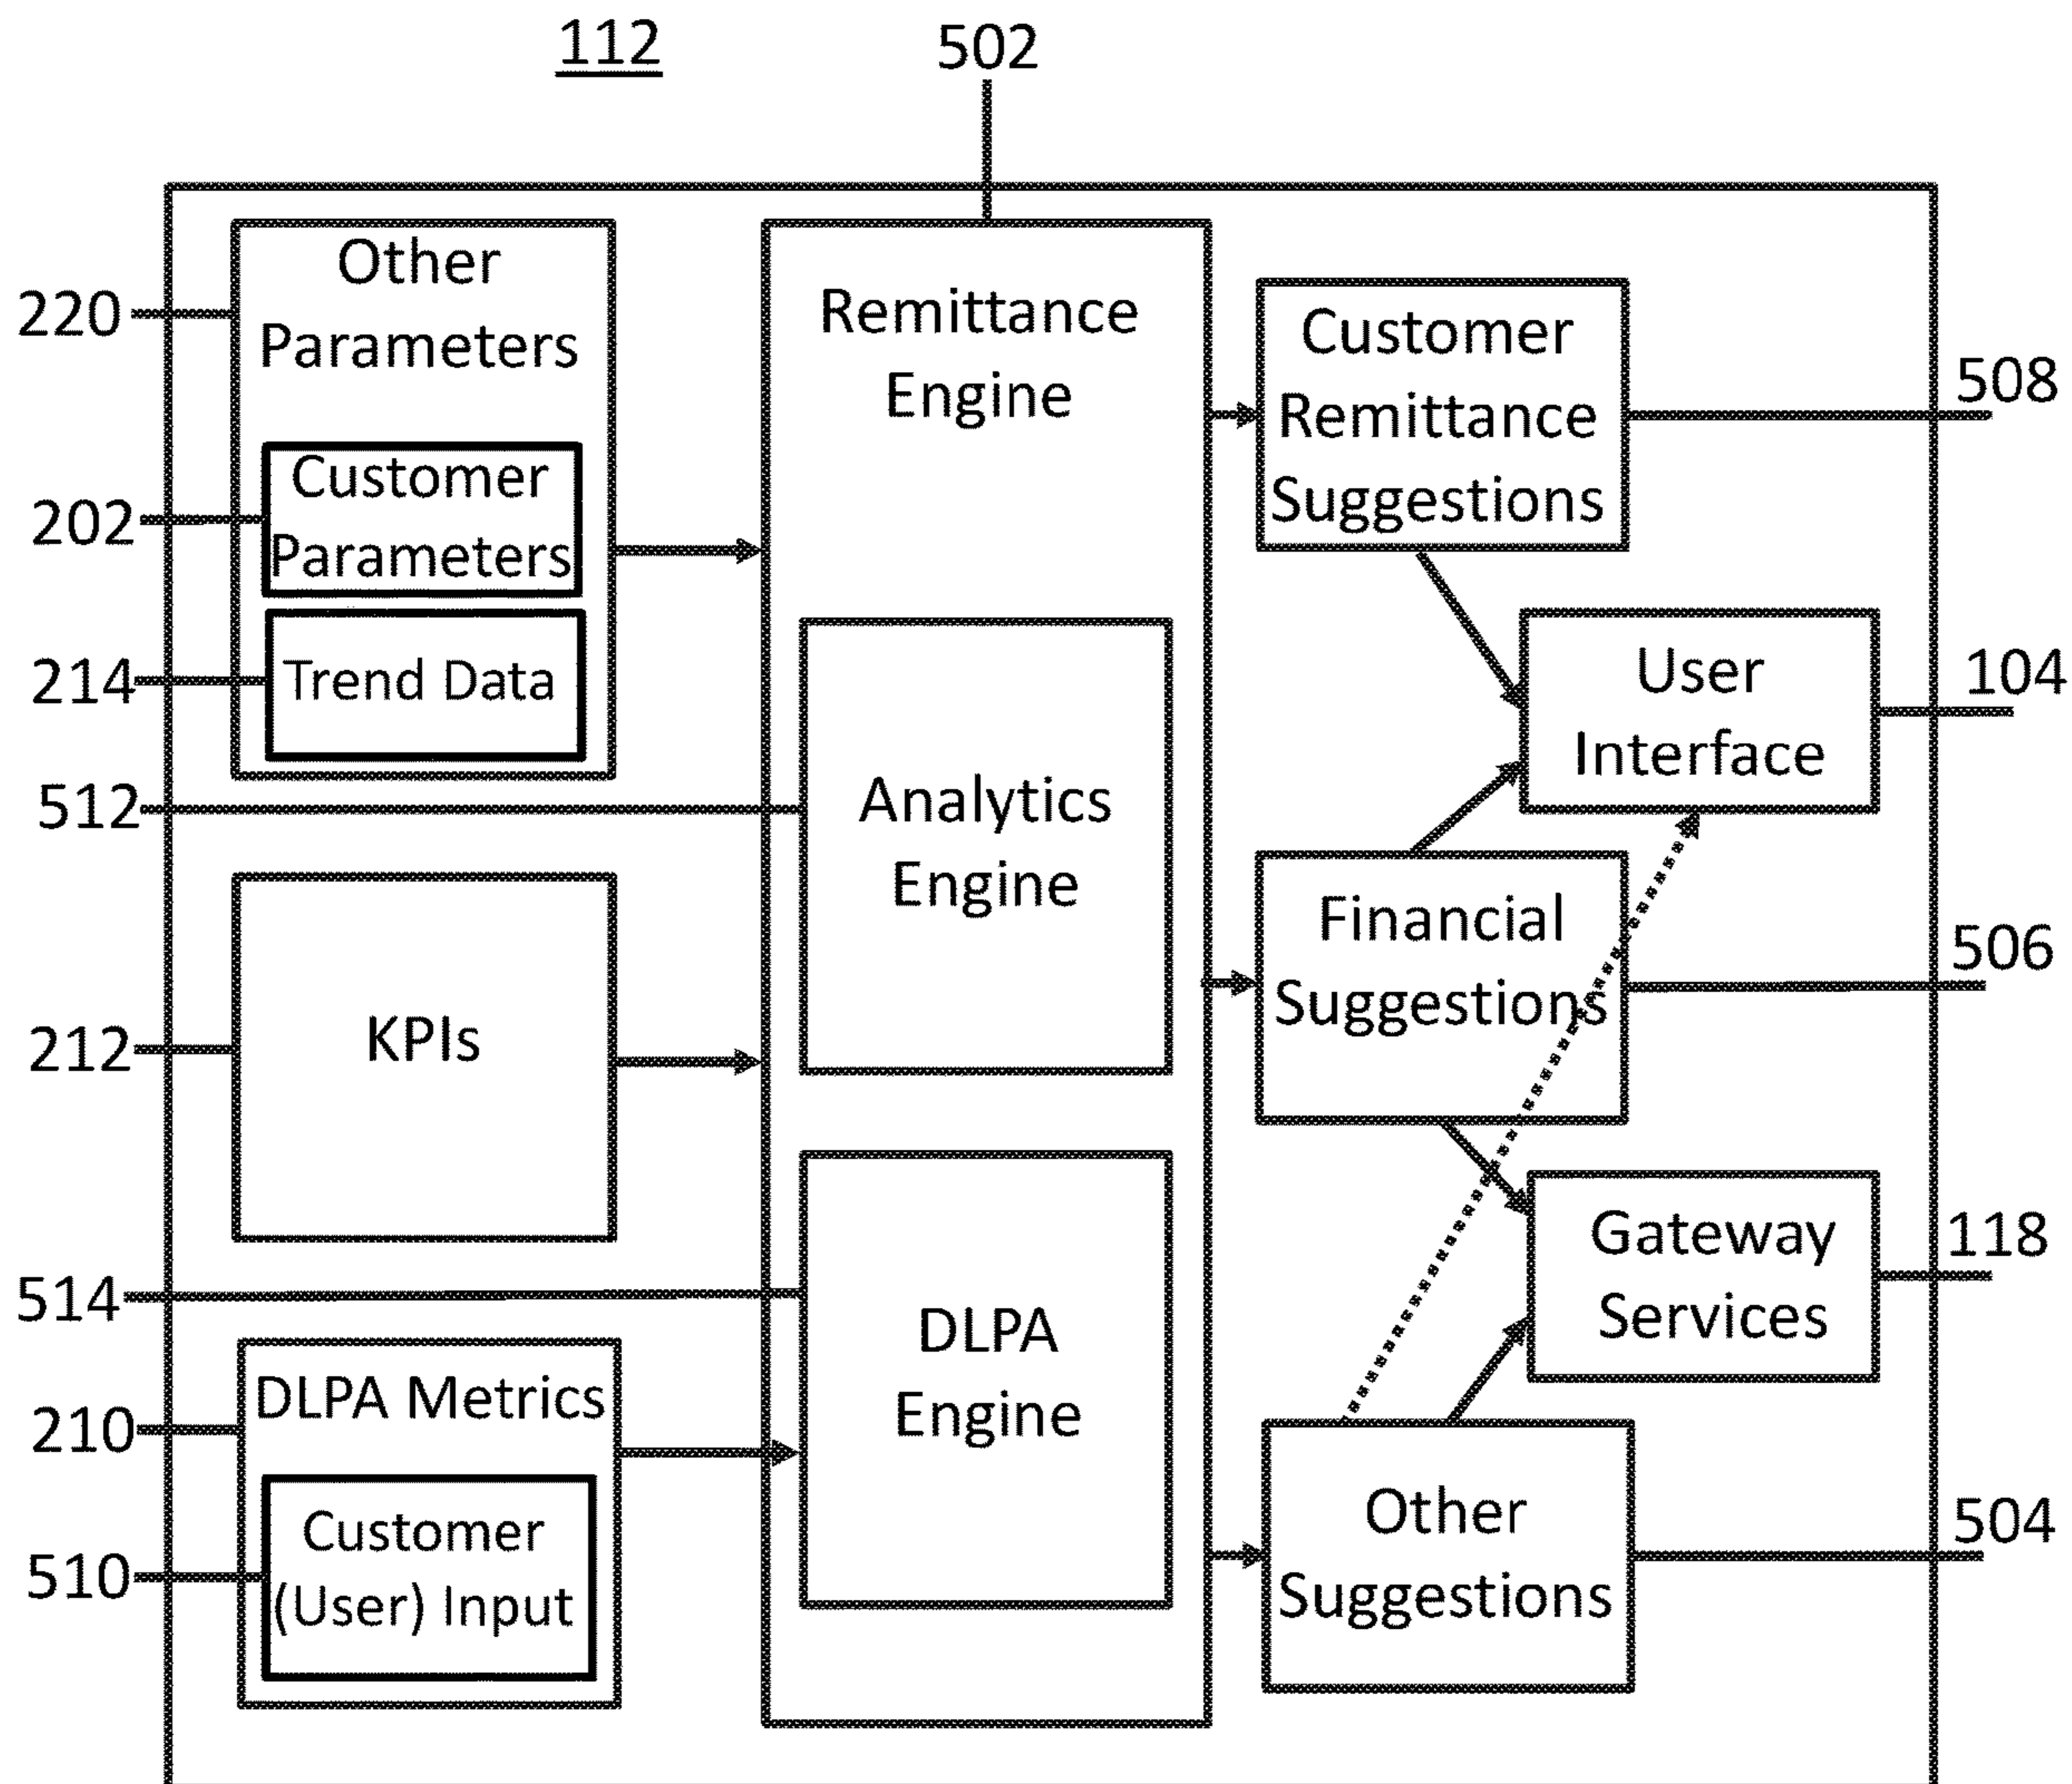 112
502
220
Other
Parameters
202
Customer
Parameters
214
Trend Data
512
212
KPIs
514
210
DLPA Metrics
510
Customer
(User) Input
Remittance
Engine
Analytics
Engine
DLPA
Engine
Customer
Remittance
Suggestions
508
User
Interface
104
Financial
Suggestions
506
Gateway
Services
118
Other
Suggestions
504